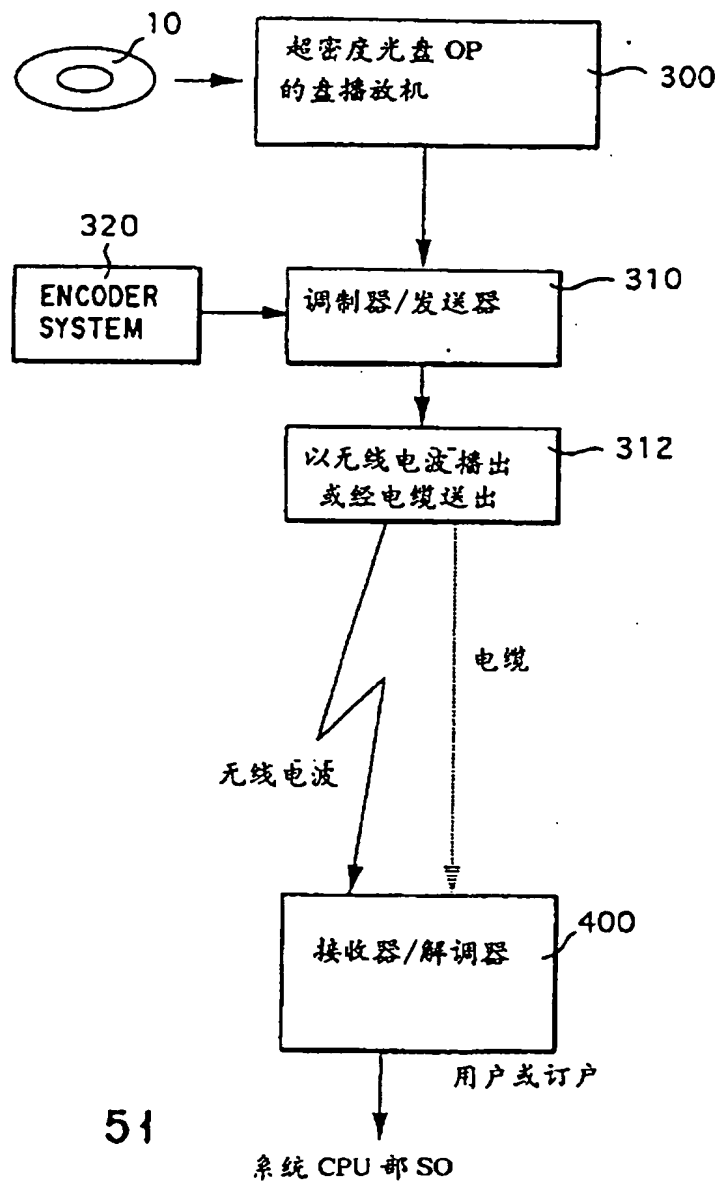 10
起密度光盘 OP
的盘播放机
300
320
ENCODER
SYSTEM
调制器/发送器
310
以无线电波播出
或经电缆送出
312
电缆
无线电波
接收器/解调器
400
用户或订户
51
系统 CPU 部 SO